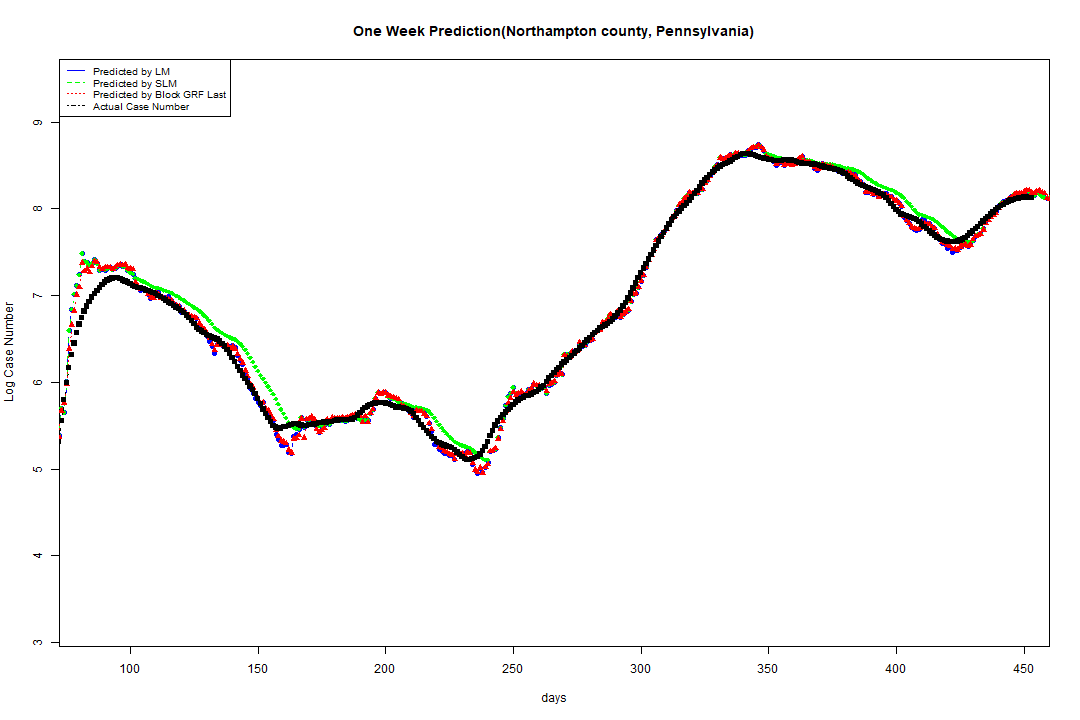 One Week Prediction(Northampton county, Pennsylvania)
Predicted by LM
Predicted by SLM
Predicted by Block GRF Last
Actual Case Number
Log Case Number
9
8
7
6
5
4
3
100 150 200 250 300 350 400 450
days